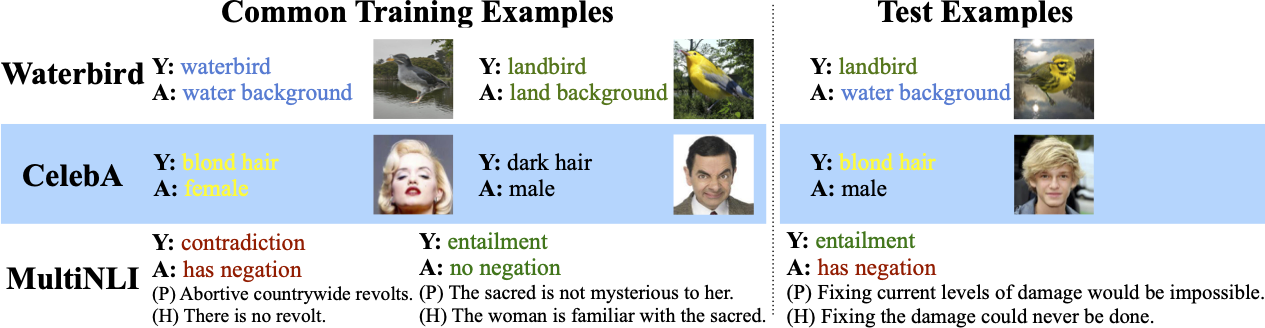 Common Training Examples
Test Examples
Waterbird
Y: waterbird
A: water background
Y: landbird
A: land background
Y: landbird
A: water background
CelebA
Y: blond hair
A: female
Y: dark hair
A: male
Y: blond hair
A: male
MultiNLI
Y: contradiction
A: has negation
(P) Abortive countrywide revolts.
(H) There is no revolt.
Y: entailment
A: no negation
(P) The sacred is not mysterious to her.
(H) The woman is familiar with the sacred.
Y: entailment
A: has negation
(P) Fixing current levels of damage would be impossible.
(H) Fixing the damage could never be done.